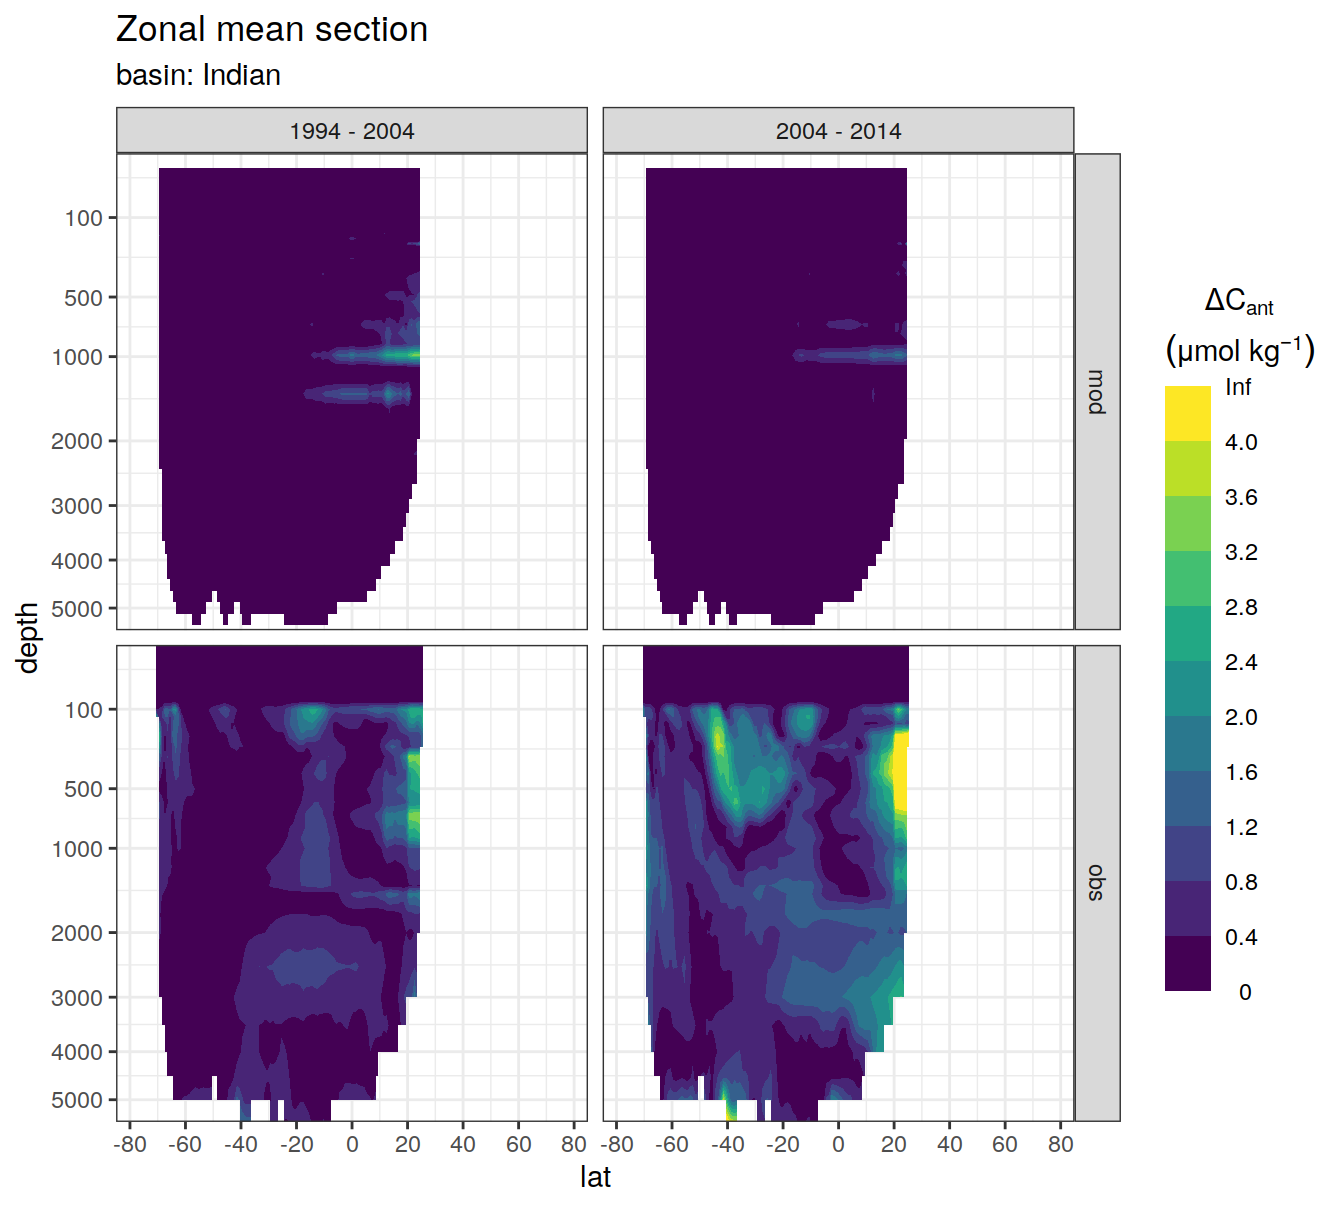 Zonal mean section
basin: Indian
1994 - 2004
2004 - 2014
100
500
1000
2000
3000
4000
5000
mod
100
500
1000
2000
3000
4000
5000
obs
depth
-80 -60 -40 -20 0 20 40 60 80
-80 -60 -40 -20 0 20 40 60 80
lat
ΔCant
(μmol kg⁻¹)
Inf
4.0
3.6
3.2
2.8
2.4
2.0
1.6
1.2
0.8
0.4
0